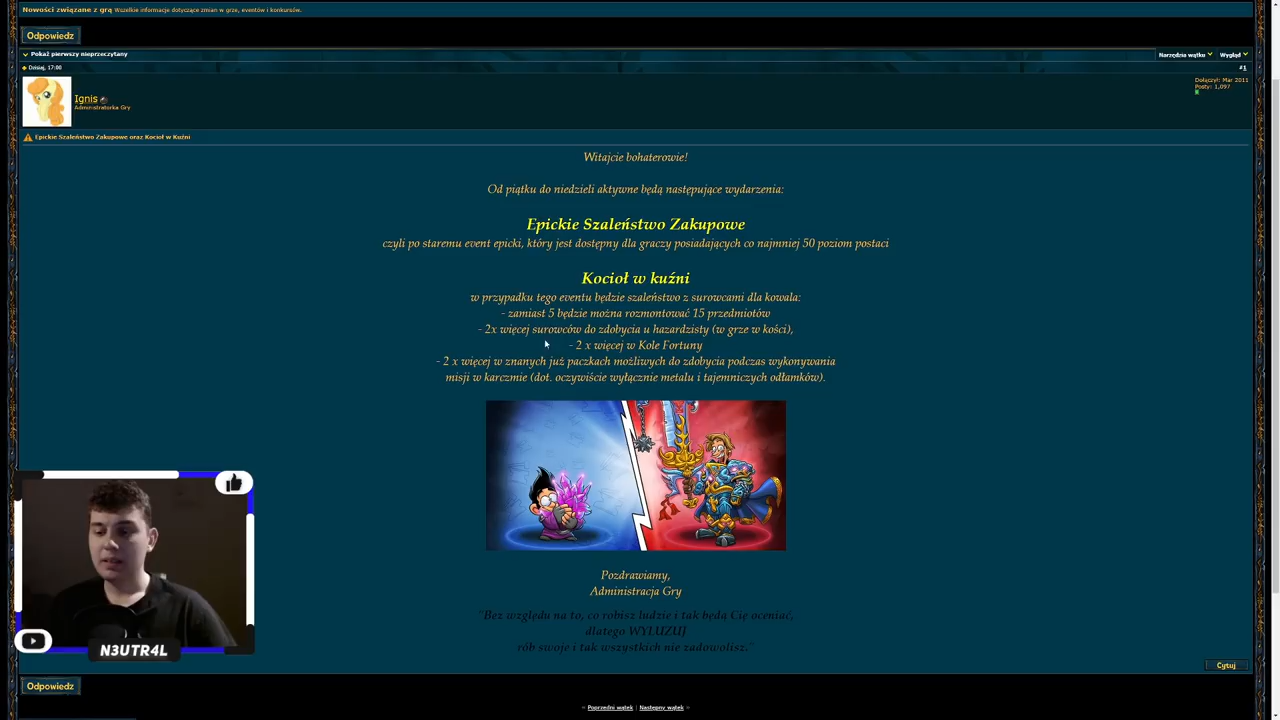 Nowości związane z grą Wszelkie informacje dotyczące zmian w grze, eventów i konkursów.
Odpowiedz
Pokaż pierwszy nieprzeczytany
Narzędzia wątku Wygląd
Dzisiaj, 17:00 #1
Ignis
Administratorka Gry
Dołączył: Mar 2011
Posty: 1,097
Epickie Szaleństwo Zakupowe oraz Kocioł w Kuźni
Witajcie bohaterowie!
Od piątku do niedzieli aktywne będą następujące wydarzenia:
Epickie Szaleństwo Zakupowe
czyli po staremu event epicki, który jest dostępny dla graczy posiadających co najmniej 50 poziom postaci
Kocioł w kuźni
w przypadku tego eventu będzie szaleństwo z surowcami dla kowala:
- zamiast 5 będzie można rozmontować 15 przedmiotów
- 2x więcej surowców do zdobycia u hazardzisty (w grze w kości),
- 2 x więcej w Kole Fortuny
- 2 x więcej w znanych już paczkach możliwych do zdobycia podczas wykonywania
misji w karczmie (dot. oczywiście wyłącznie metalu i tajemniczych odłamków).
Pozdrawiamy,
Administracja Gry
"Bez względu na to, co robisz ludzie i tak będą Cię oceniać,
dlatego WYLUZUJ
rób swoje i tak wszystkich nie zadowolisz."
N3UTR4L
Cytuj
Odpowiedz
« Poprzedni wątek | Następny wątek »